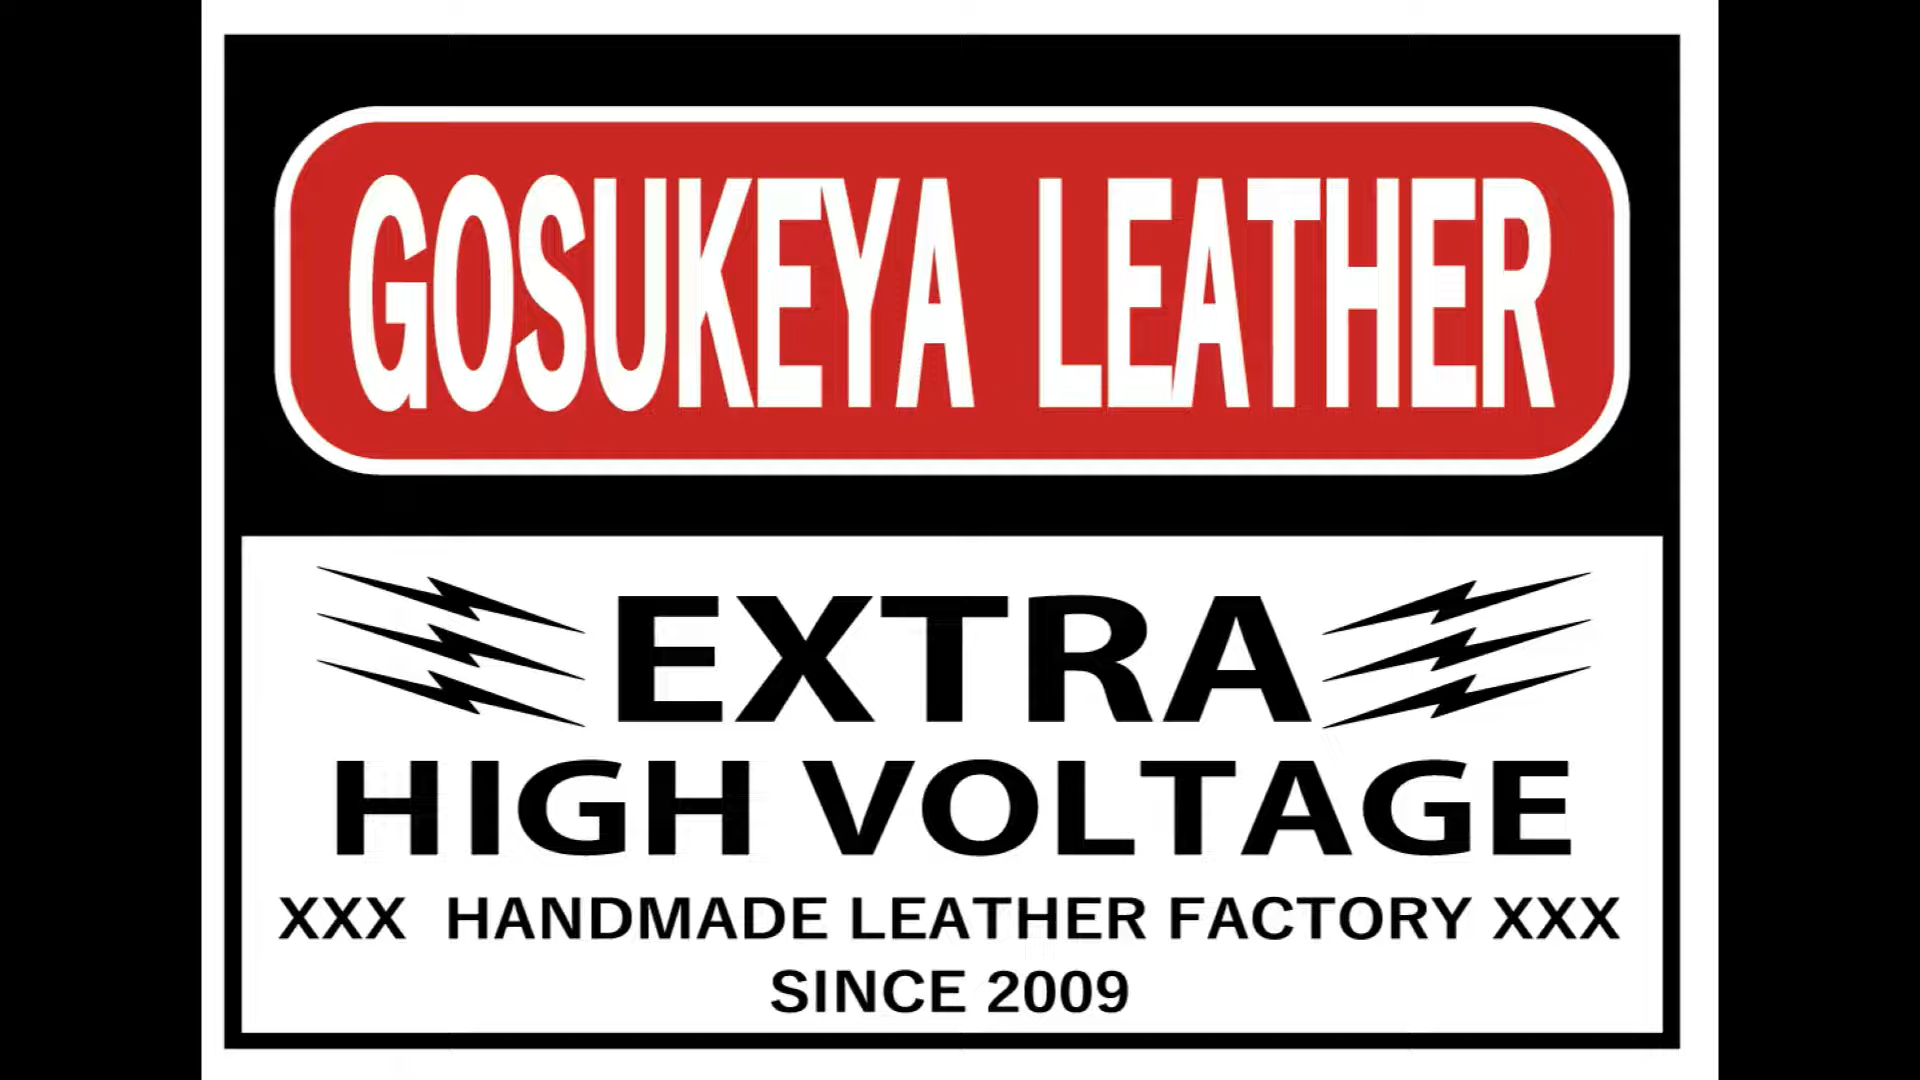 GOSUKEYA LEATHER
EXTRA
HIGH VOLTAGE
XXX HANDMADE LEATHER FACTORY XXX
SINCE 2009